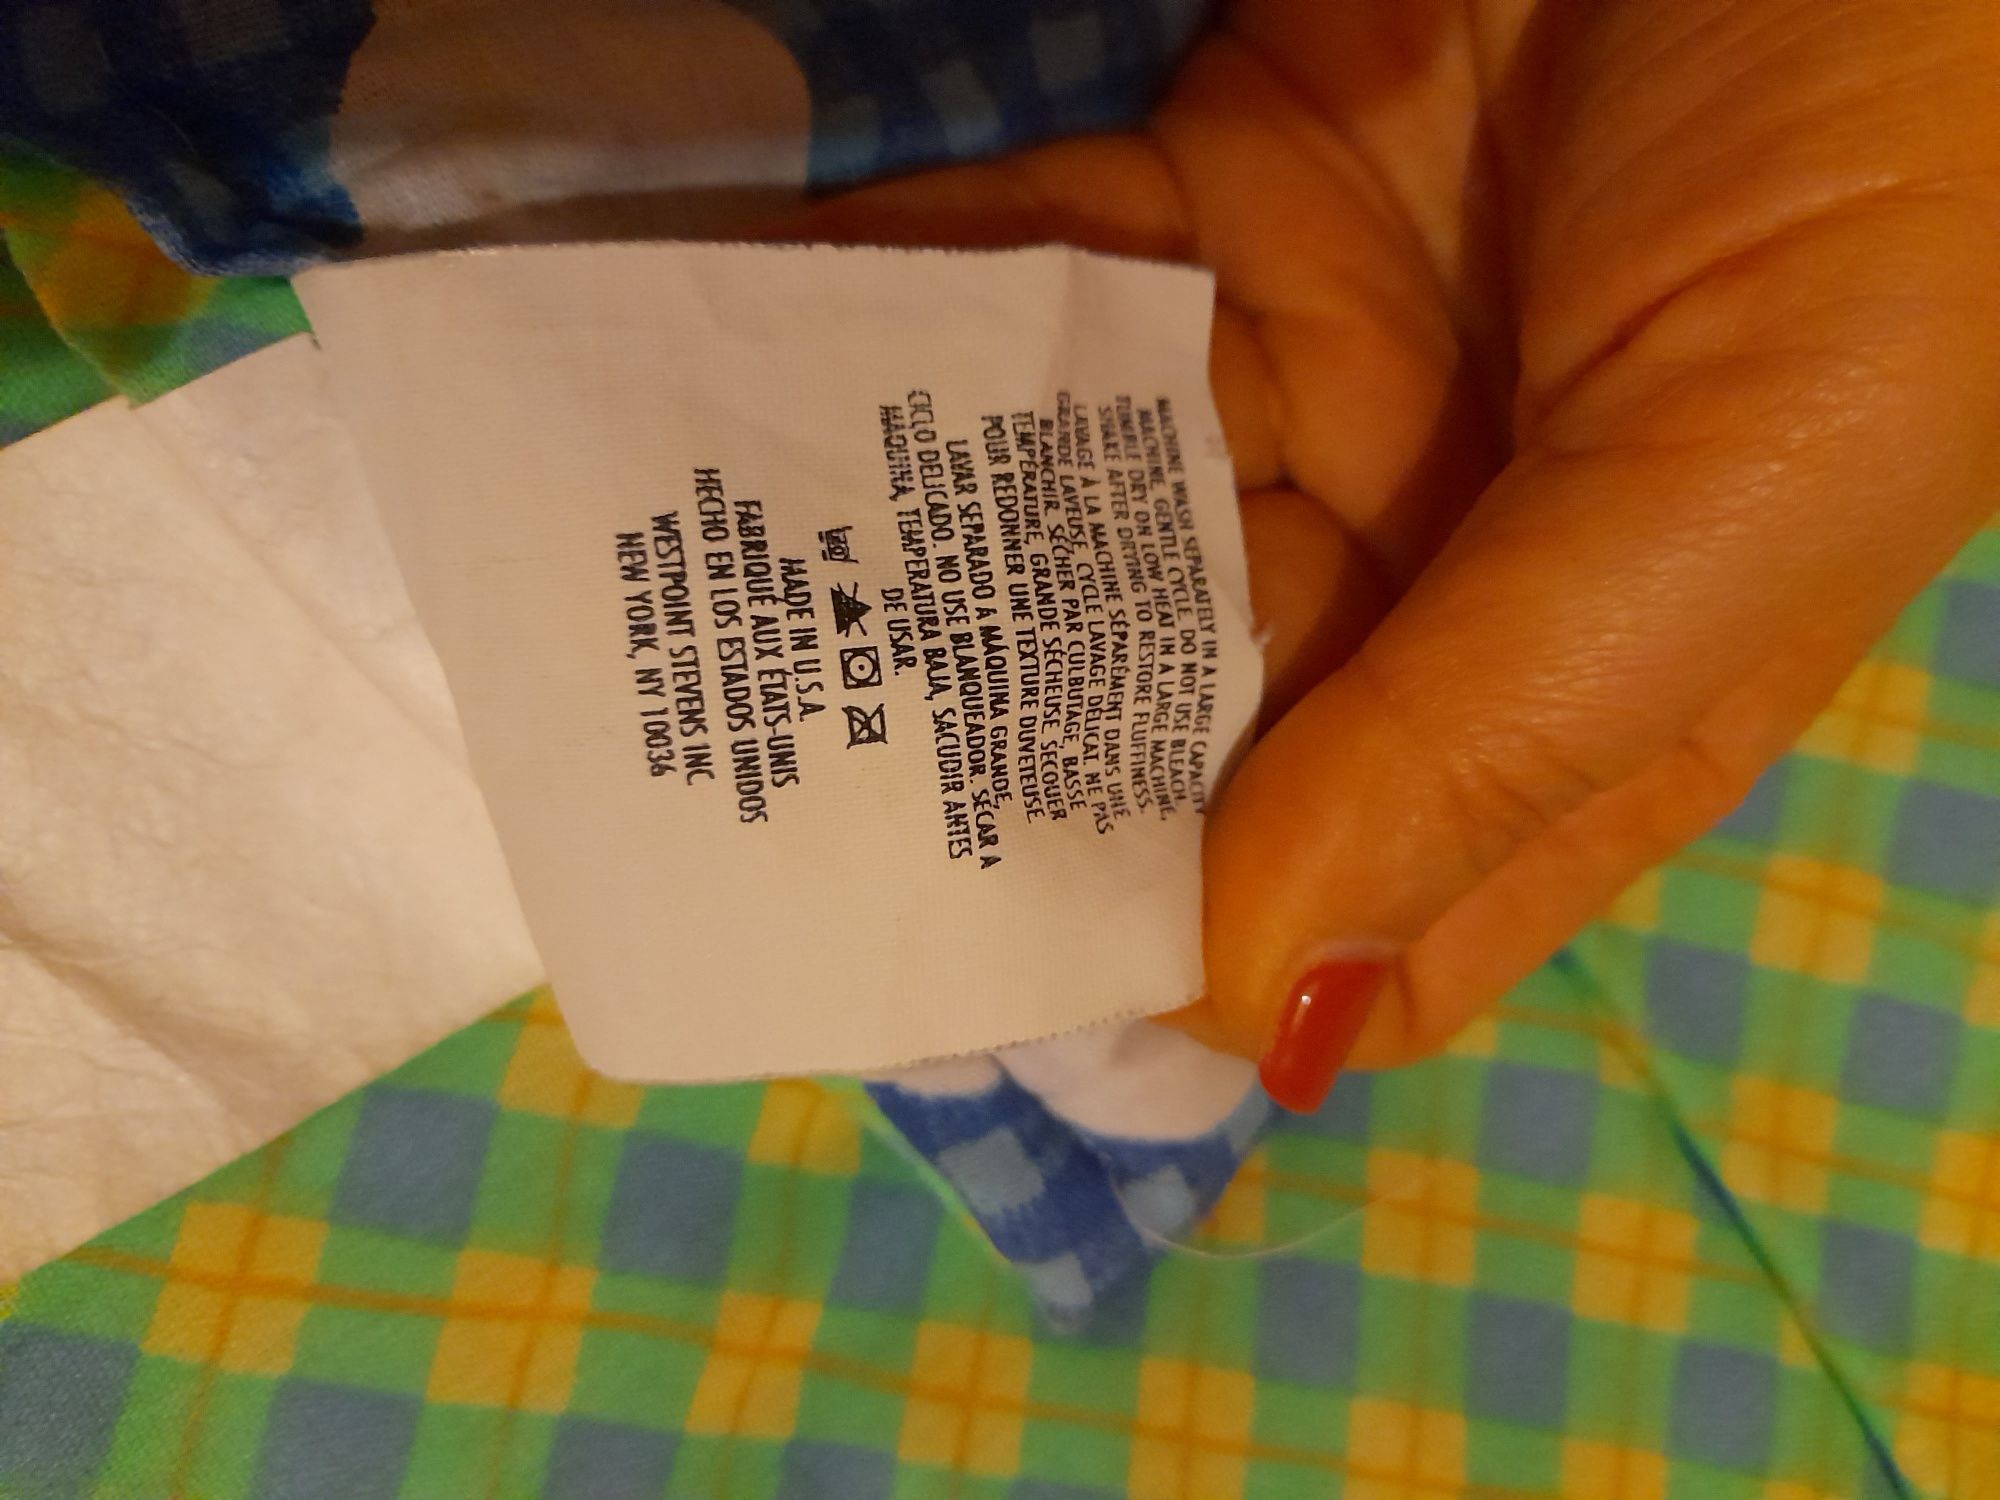 MACHINE WASH SEPARATELY IN A LARGE CAPACITY
MACHINE, GENTLE CYCLE. DO NOT USE BLEACH.
TUMBLE DRY ON LOW HEAT IN A LARGE MACHINE,
SHAKE AFTER DRYING TO RESTORE FLUFFINESS.
LAVAGE À LA MACHINE SÉPARÉMENT DANS UNE
GRANDE LAVEUSE, CYCLE LAVAGE DÉLICAT. NE PAS
BLANCHIR. SÉCHER PAR CULBUTAGE, BASSE
TEMPÉRATURE, GRANDE SÉCHEUSE. SECOUER
POUR REDONNER UNE TEXTURE DUVETEUSE.
LAVAR SEPARADO A MÁQUINA GRANDE,
CICLO DELICADO. NO USE BLANQUEADOR. SECAR A
MAQUINA, TEMPERATURA BAJA, SACUDIR ANTES
DE USAR.
MADE IN U.S.A.
FABRIQUÉ AUX ÉTATS-UNIS
HECHO EN LOS ESTADOS UNIDOS
WESTPOINT STEVENS INC
NEW YORK, NY 10036